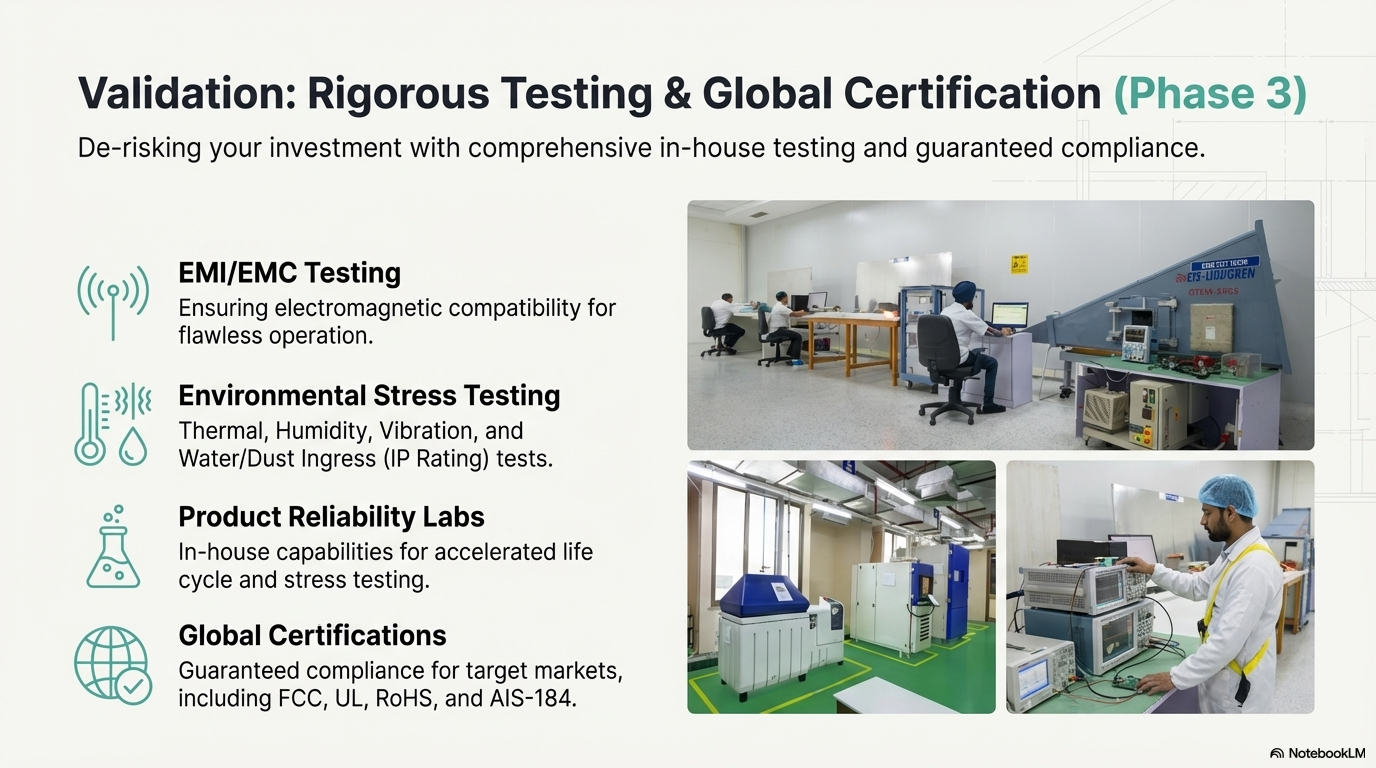 Validation: Rigorous Testing & Global Certification (Phase 3)
De-risking your investment with comprehensive in-house testing and guaranteed compliance.
EMI/EMC Testing
Ensuring electromagnetic compatibility for
flawless operation.
Environmental Stress Testing
Thermal, Humidity, Vibration, and
Water/Dust Ingress (IP Rating) tests.
Product Reliability Labs
In-house capabilities for accelerated life
cycle and stress testing.
Global Certifications
Guaranteed compliance for target markets,
including FCC, UL, RoHS, and AIS-184.
NotebookLM